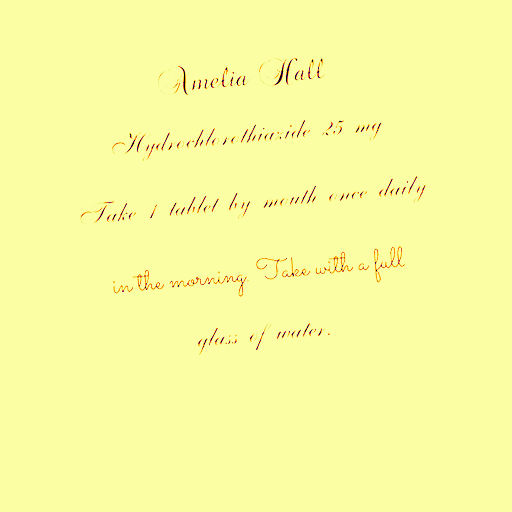 Amelia Hall
Hydrochlorothiazide 25 mg
Take 1 tablet by mouth once daily
in the morning. Take with a full
glass of water.